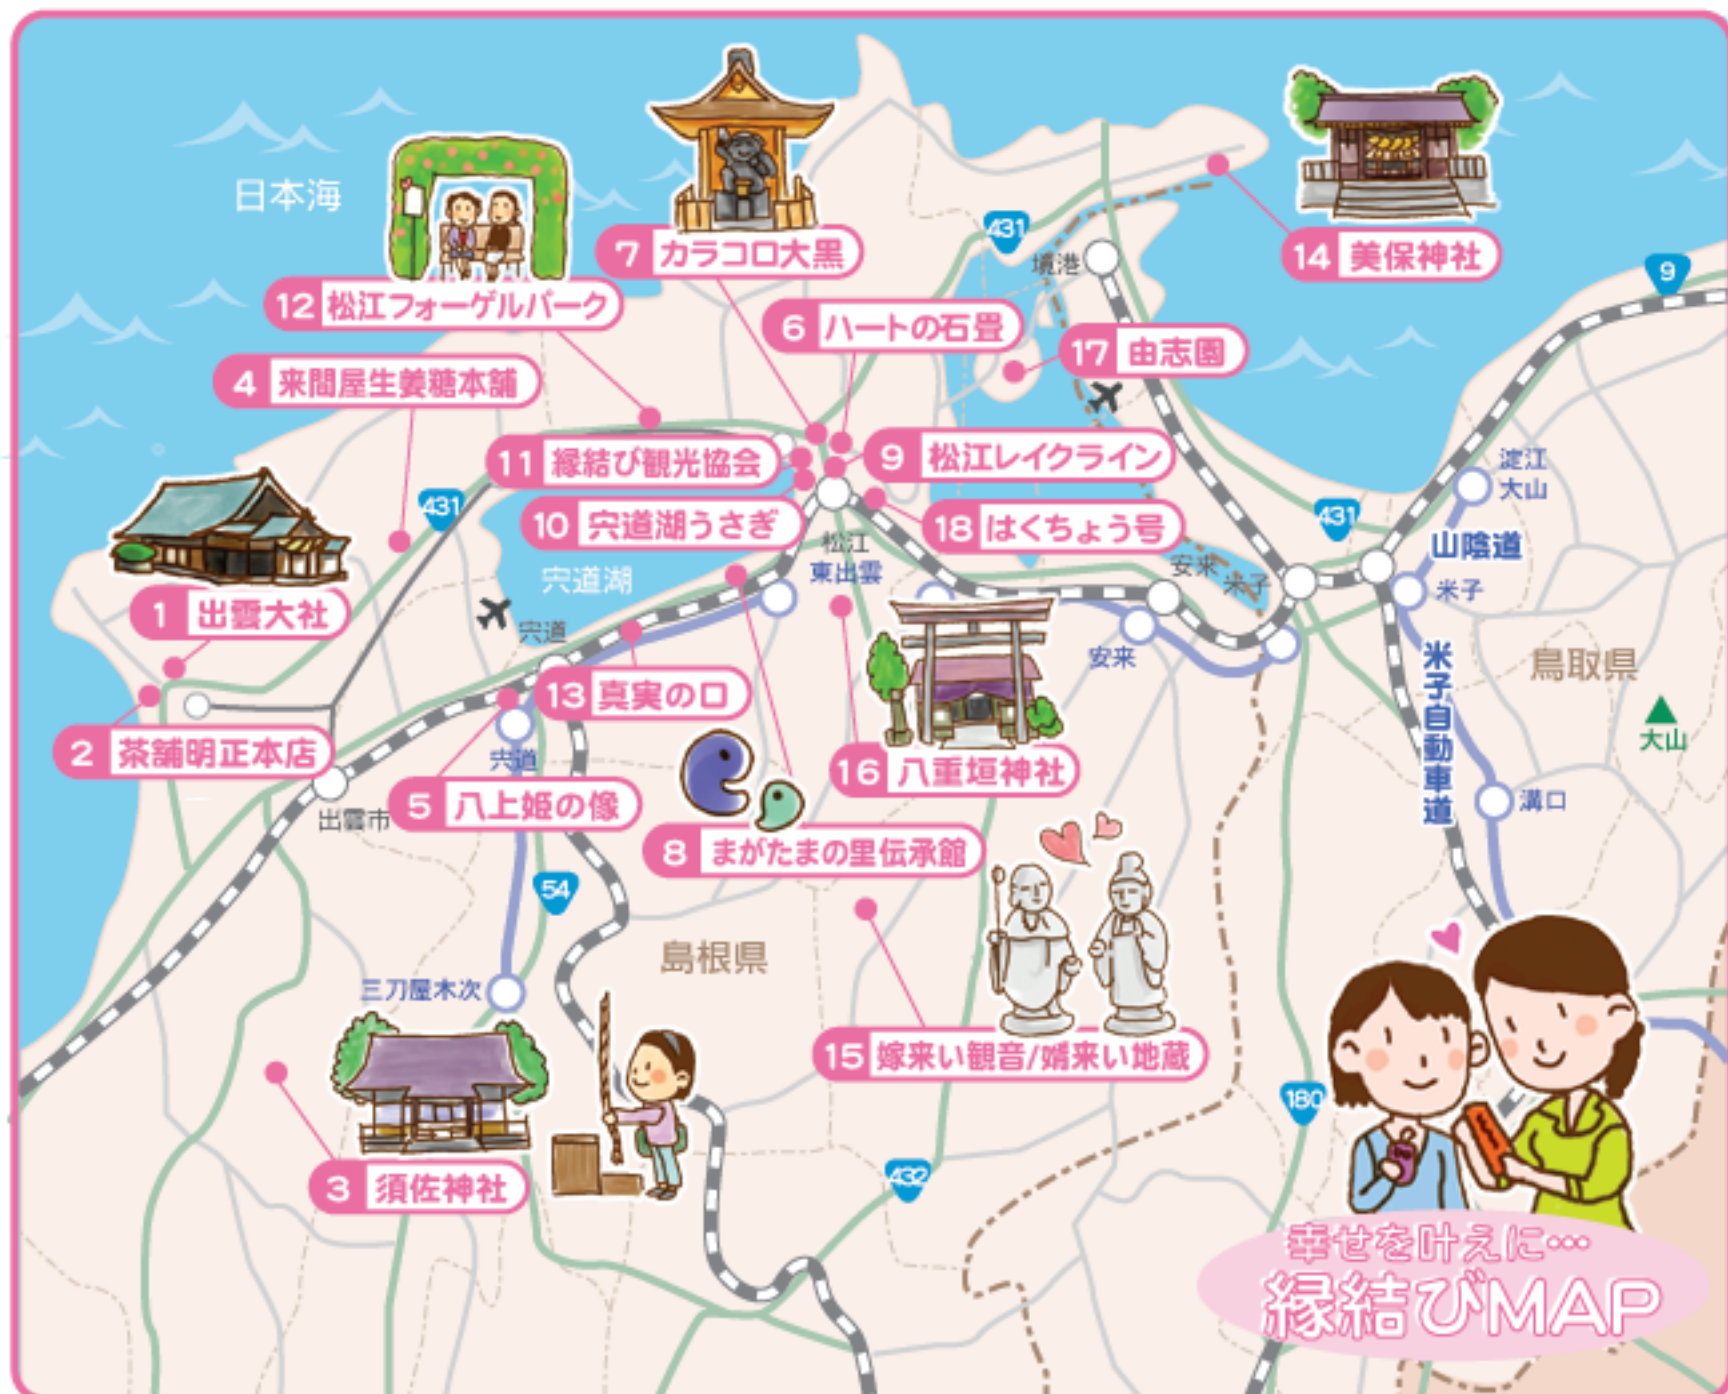 日本海
7 カラコロ大黒
431
14 美保神社
境港
9
12 松江フォーゲルパーク
6 ハートの石畳
17 由志園
4 来間屋生姜糖本舗
11 縁結び観光協会
9 松江レイクライン
淀江
大山
431
10 宍道湖うさぎ
18 はくちょう号
431
山陰道
松江
宍道湖
東出雲
安来
米子
米子
1 出雲大社
宍道
安来
鳥取県
13 真実の口
米子自動車道
大山
2 茶舗明正本店
宍道
16 八重垣神社
5 八上姫の像
溝口
出雲市
8 まがたまの里伝承館
54
島根県
三刀屋木次
15 嫁来い観音/婿来い地蔵
180
3 須佐神社
432
幸せを叶えに…
縁結びMAP